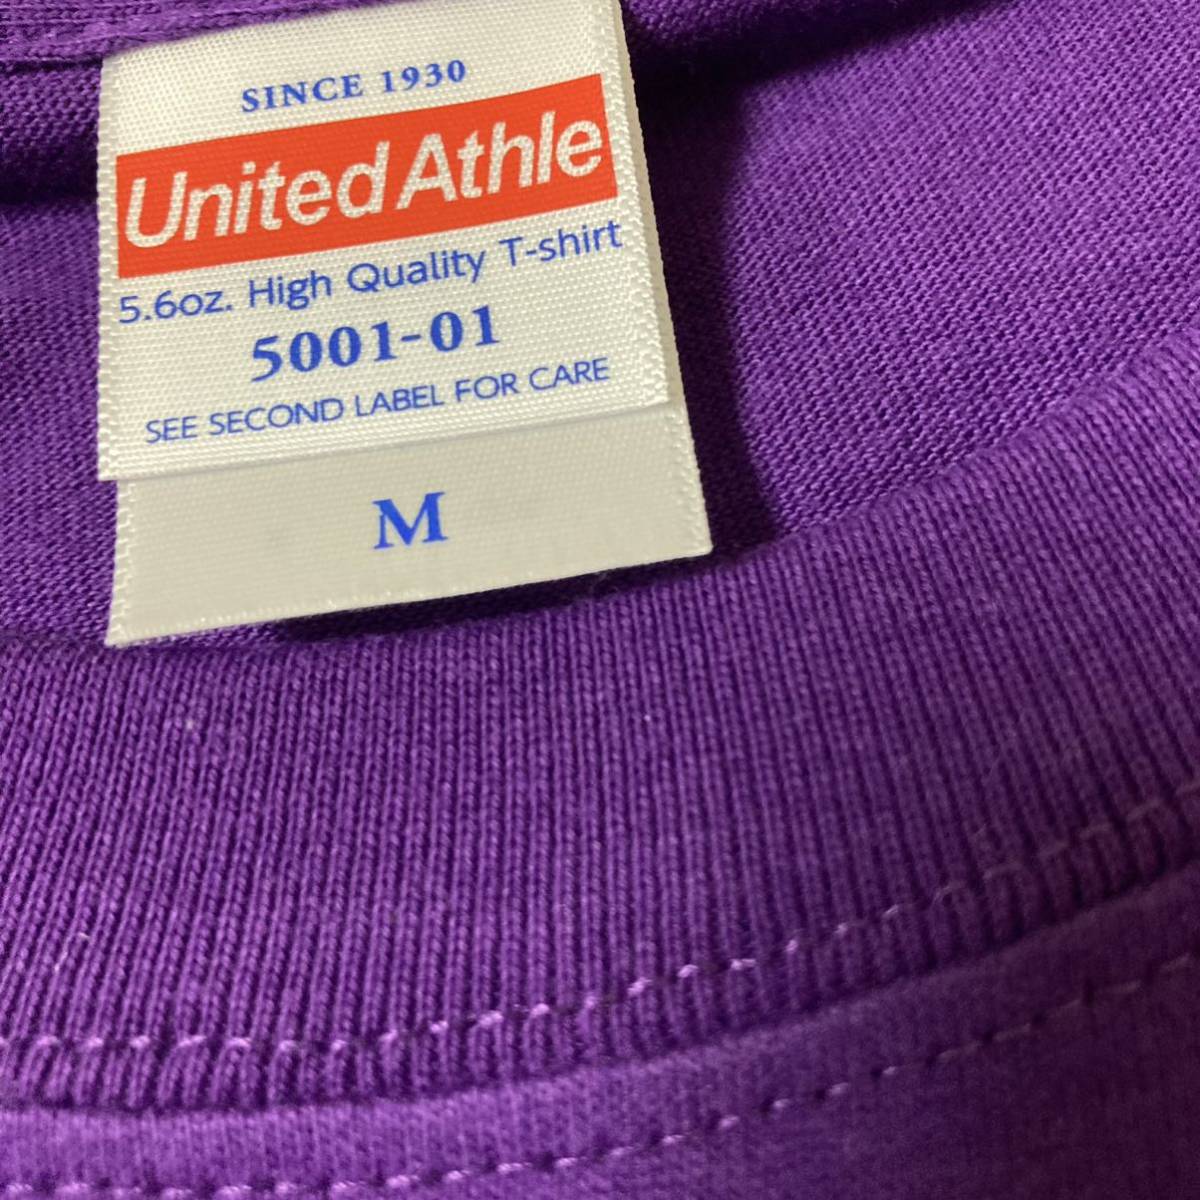 SINCE 1930
United Athle
5.6oz. High Quality T-shirt
5001-01
SEE SECOND LABEL FOR CARE
M